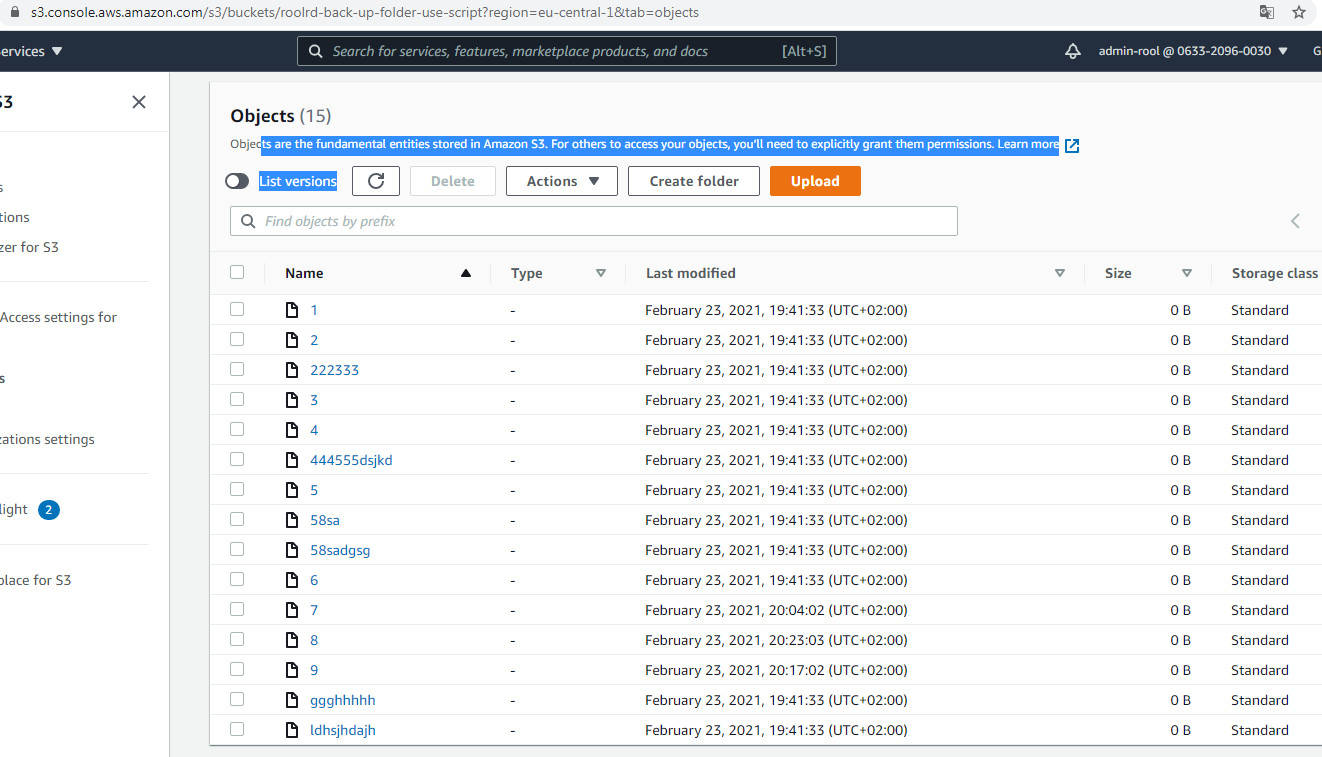 s3.console.aws.amazon.com/s3/buckets/roolrd-back-up-folder-use-script?region=eu-central-1&tab=objects
ervices Search for services, features, marketplace products, and docs [Alt+S] admin-rool @ 0633-2096-0030 G
S3
s
tions
zer for S3
Access settings for
s
zations settings
light 2
place for S3
Objects (15)
Objects are the fundamental entities stored in Amazon S3. For others to access your objects, you'll need to explicitly grant them permissions. Learn more
List versions Delete Actions Create folder Upload
Find objects by prefix
Name Type Last modified Size Storage class
1 - February 23, 2021, 19:41:33 (UTC+02:00) 0 B Standard
2 - February 23, 2021, 19:41:33 (UTC+02:00) 0 B Standard
222333 - February 23, 2021, 19:41:33 (UTC+02:00) 0 B Standard
3 - February 23, 2021, 19:41:33 (UTC+02:00) 0 B Standard
4 - February 23, 2021, 19:41:33 (UTC+02:00) 0 B Standard
444555dsjkd - February 23, 2021, 19:41:33 (UTC+02:00) 0 B Standard
5 - February 23, 2021, 19:41:33 (UTC+02:00) 0 B Standard
58sa - February 23, 2021, 19:41:33 (UTC+02:00) 0 B Standard
58sadgsg - February 23, 2021, 19:41:33 (UTC+02:00) 0 B Standard
6 - February 23, 2021, 19:41:33 (UTC+02:00) 0 B Standard
7 - February 23, 2021, 20:04:02 (UTC+02:00) 0 B Standard
8 - February 23, 2021, 20:23:03 (UTC+02:00) 0 B Standard
9 - February 23, 2021, 20:17:02 (UTC+02:00) 0 B Standard
ggghhhhh - February 23, 2021, 19:41:33 (UTC+02:00) 0 B Standard
ldhsjhdajh - February 23, 2021, 19:41:33 (UTC+02:00) 0 B Standard